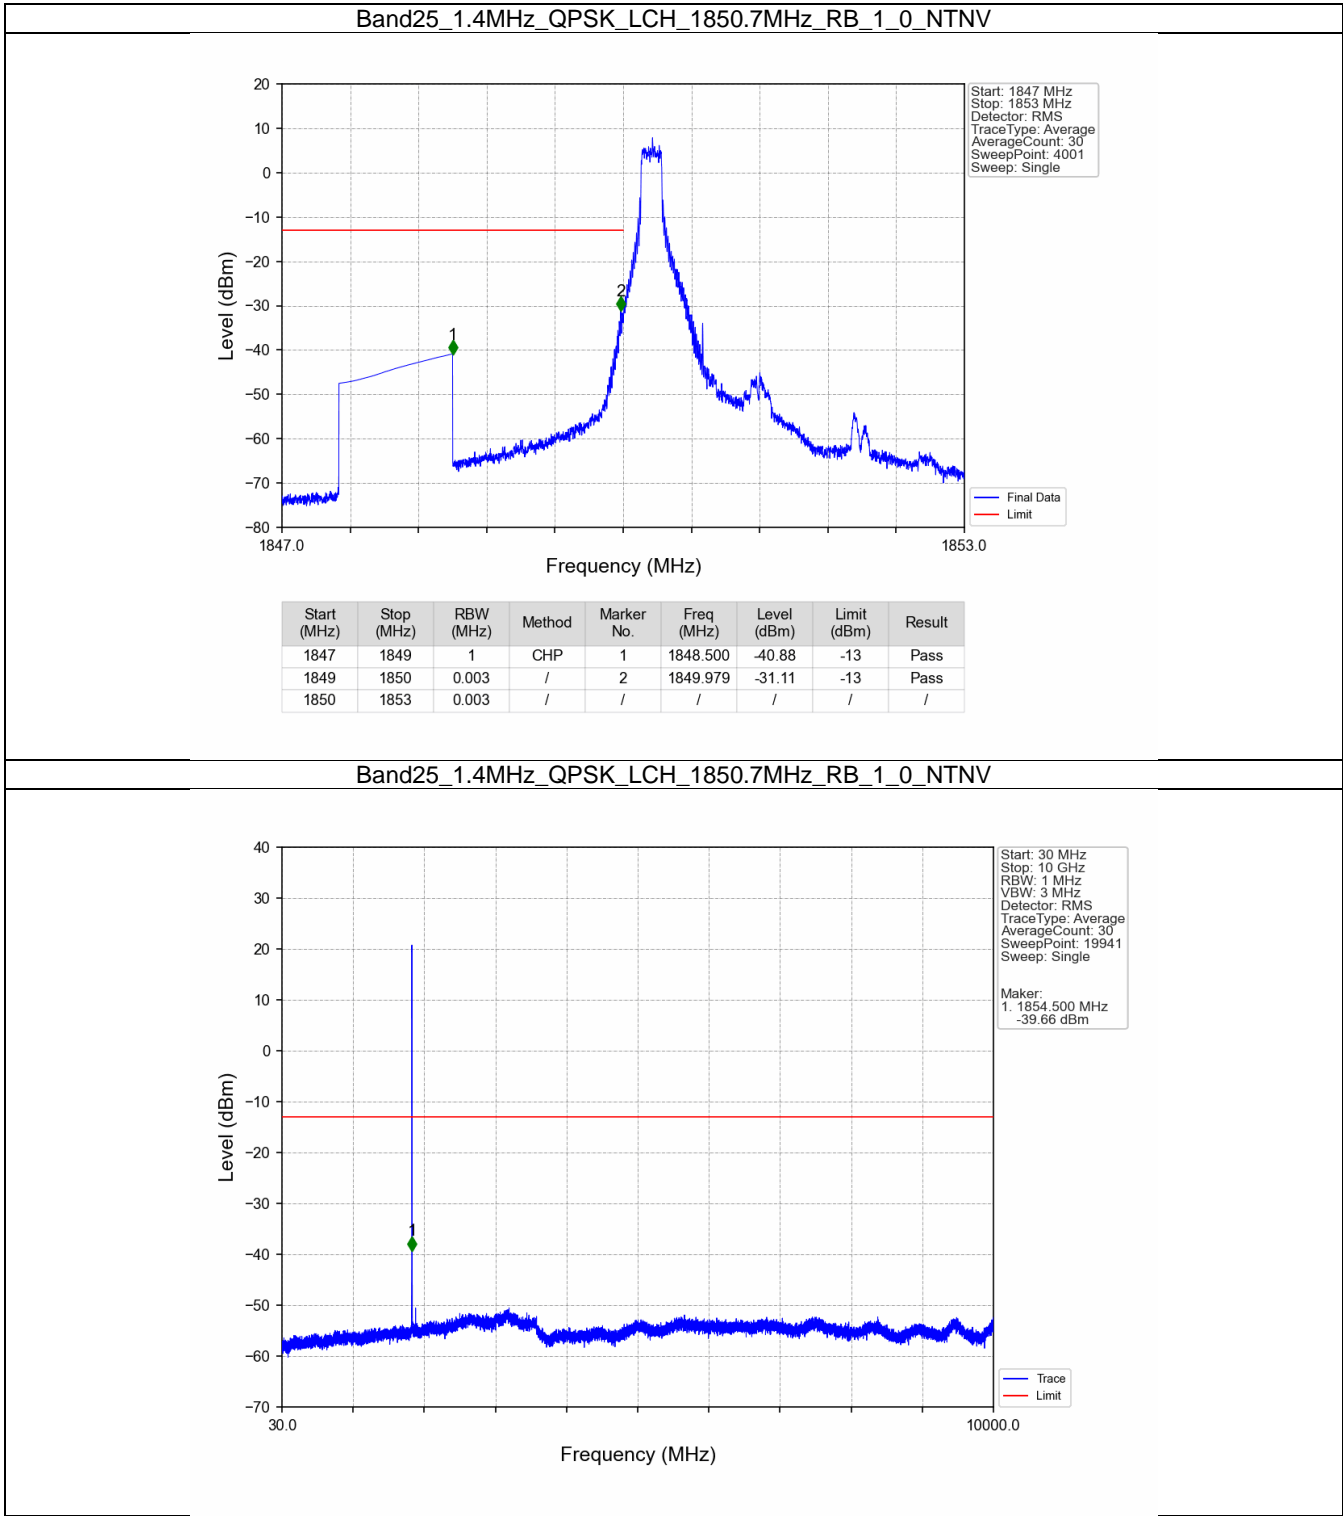 Band25_1.4MHz_QPSK_LCH_1850.7MHz_RB_1_0_NTNV
Start: 1847 MHz
Stop: 1853 MHz
Detector: RMS
TraceType: Average
AverageCount: 30
SweepPoint: 4001
Sweep: Single
20
10
0
−10
−20
−30
−40
−50
−60
−70
−80
Level (dBm)
1
2
Final Data
Limit
1847.0
1853.0
Frequency (MHz)
Start (MHz) Stop (MHz) RBW (MHz) Method Marker No. Freq (MHz) Level (dBm) Limit (dBm) Result
1847 1849 1 CHP 1 1848.500 -40.88 -13 Pass
1849 1850 0.003 / 2 1849.979 -31.11 -13 Pass
1850 1853 0.003 / / / / / /
Band25_1.4MHz_QPSK_LCH_1850.7MHz_RB_1_0_NTNV
Start: 30 MHz
Stop: 10 GHz
RBW: 1 MHz
VBW: 3 MHz
Detector: RMS
TraceType: Average
AverageCount: 30
SweepPoint: 19941
Sweep: Single
Maker:
1. 1854.500 MHz
-39.66 dBm
40
30
20
10
0
−10
−20
−30
−40
−50
−60
−70
Level (dBm)
1
Trace
Limit
30.0
10000.0
Frequency (MHz)